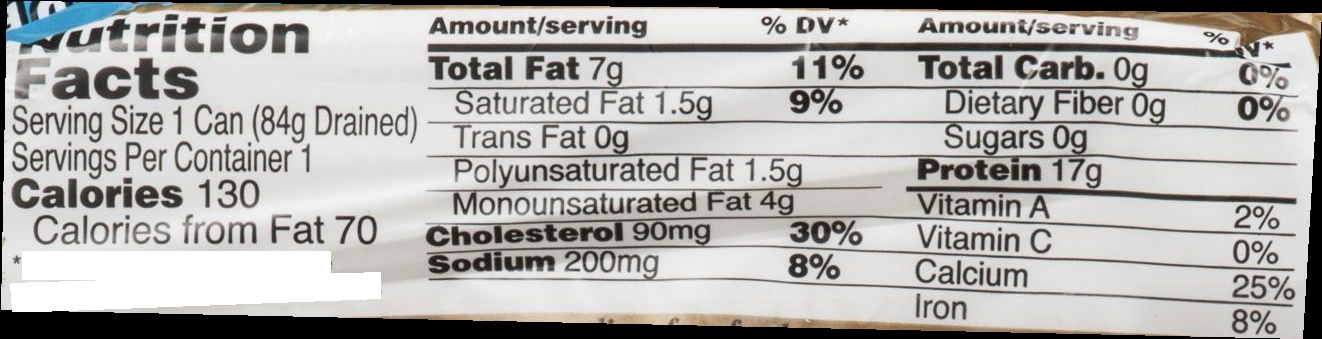 Nutrition
Facts
Serving Size 1 Can (84g Drained)
Servings Per Container 1
Calories 130
Calories from Fat 70
*
Amount/serving % DV*
Total Fat 7g 11%
Saturated Fat 1.5g 9%
Trans Fat 0g
Polyunsaturated Fat 1.5g
Monounsaturated Fat 4g
Cholesterol 90mg 30%
Sodium 200mg 8%
Amount/serving % DV*
Total Carb. 0g 0%
Dietary Fiber 0g 0%
Sugars 0g
Protein 17g
Vitamin A 2%
Vitamin C 0%
Calcium 25%
Iron 8%